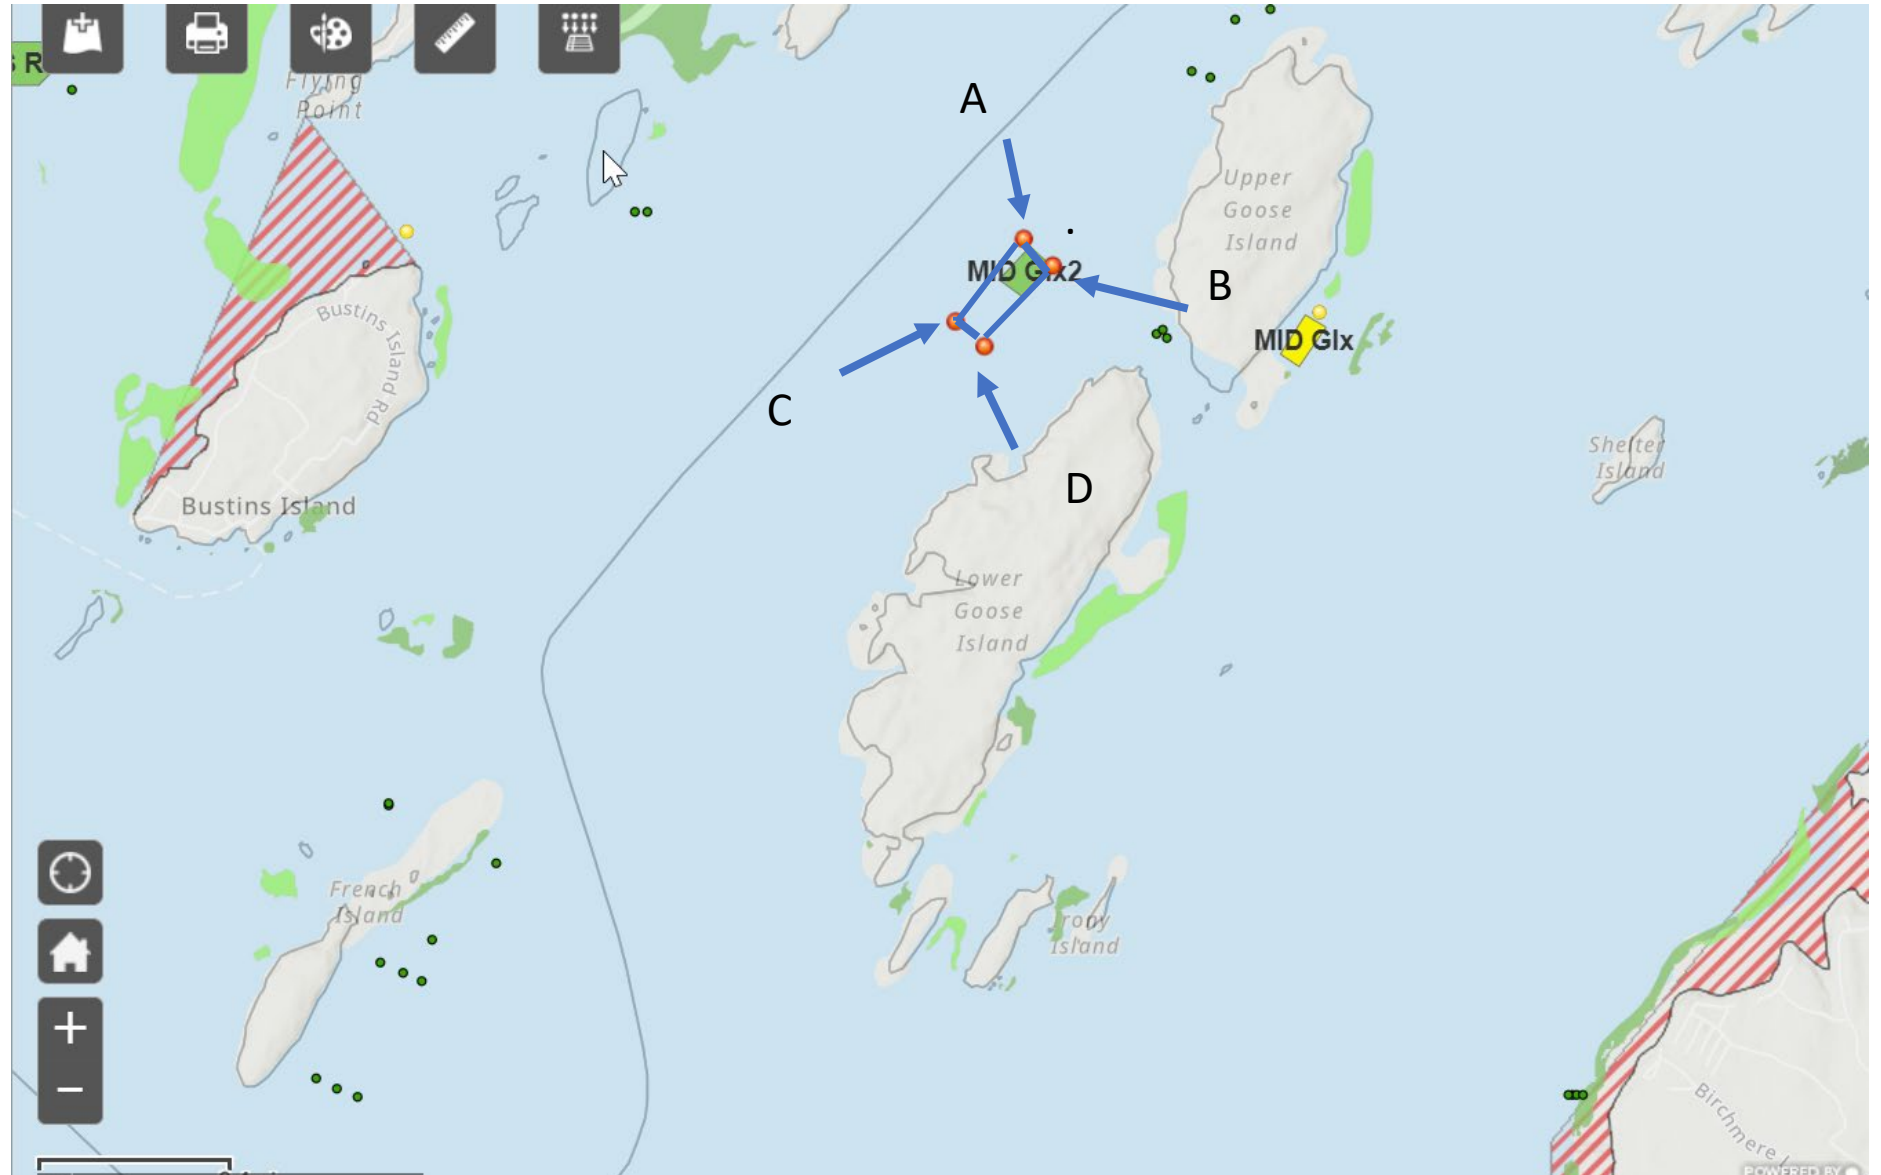 S R
Flying
Point
A
Upper
Goose
Island
MID Glx2
B
Bustins Island Rd
MID Glx
C
Shelter
Island
D
Bustins Island
Lower
Goose
Island
French
Island
Irony
Island
Birchmere
POWERED BY